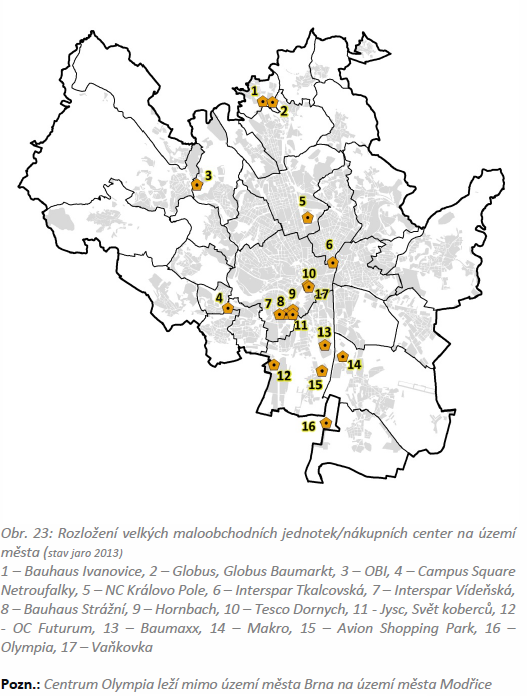 1
2
3
5
6
10
4
7
8
9
17
11
13
14
12
15
16
Obr. 23: Rozložení velkých maloobchodních jednotek/nákupních center na území
města (stav jaro 2013)
1 – Bauhaus Ivanovice, 2 – Globus, Globus Baumarkt, 3 – OBI, 4 – Campus Square
Netroufalky, 5 – NC Královo Pole, 6 – Interspar Tkalcovská, 7 – Interspar Vídeňská,
8 – Bauhaus Strážní, 9 – Hornbach, 10 – Tesco Dornych, 11 - Jysc, Svět koberců, 12
- OC Futurum, 13 – Baumaxx, 14 – Makro, 15 – Avion Shopping Park, 16 –
Olympia, 17 – Vaňkovka
Pozn.: Centrum Olympia leží mimo území města Brna na území města Modřice